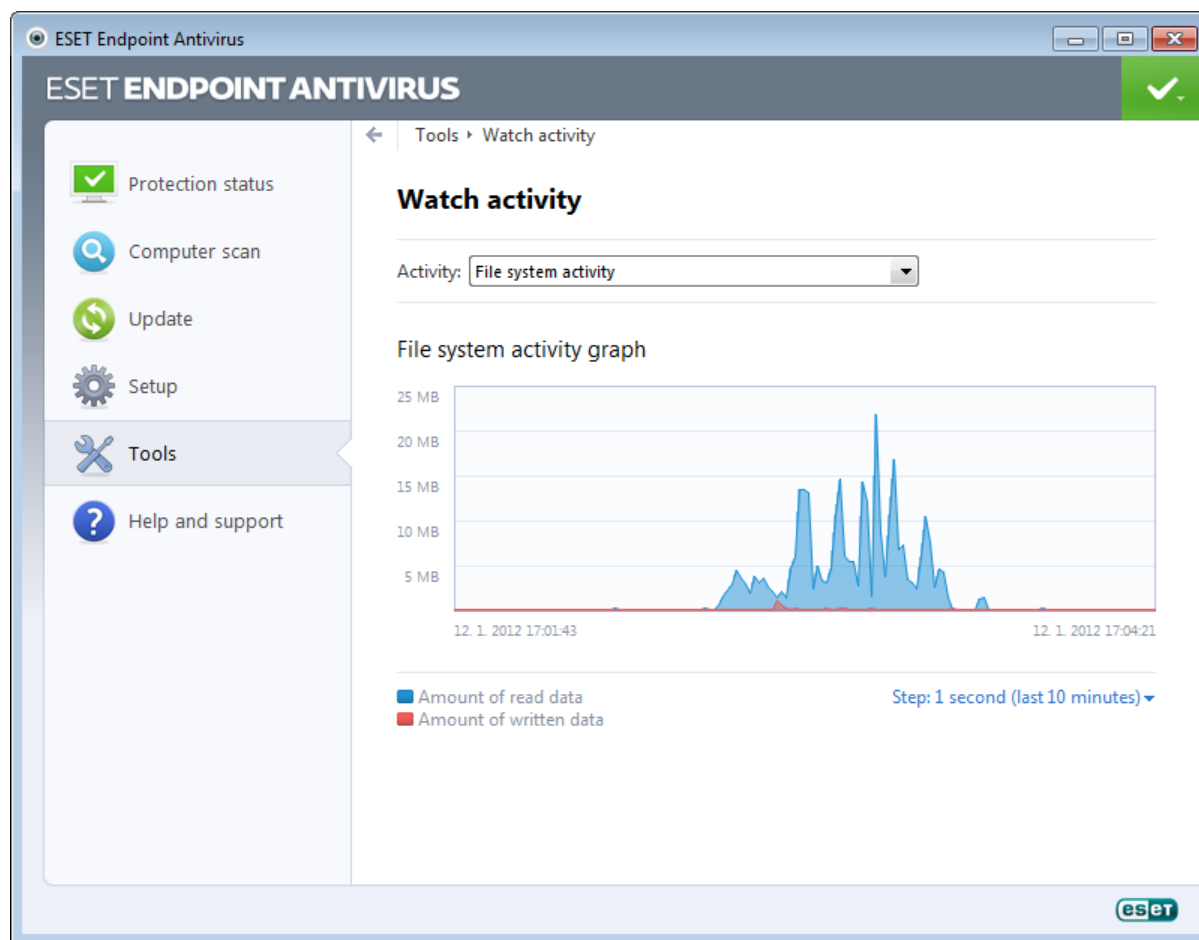 ESET Endpoint Antivirus
ESET ENDPOINT ANTIVIRUS
Tools Watch activity
Protection status
Computer scan
Update
Setup
Tools
Help and support
Watch activity
Activity: File system activity
File system activity graph
25 MB
20 MB
15 MB
10 MB
5 MB
12. 1. 2012 17:01:43 12. 1. 2012 17:04:21
Amount of read data
Amount of written data
Step: 1 second (last 10 minutes)
eseT